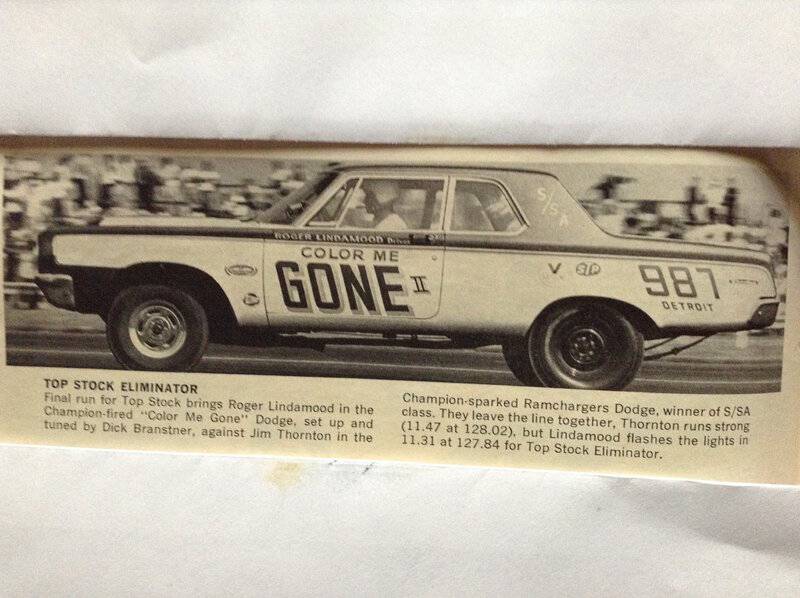 S/SA
ROGER LINDAMOOD Driver
COLOR ME
GONE II
V
987
DETROIT
TOP STOCK ELIMINATOR
Final run for Top Stock brings Roger Lindamood in the
Champion-fired "Color Me Gone" Dodge, set up and
tuned by Dick Branstner, against Jim Thornton in the
Champion-sparked Ramchargers Dodge, winner of S/SA
class. They leave the line together, Thornton runs strong
(11.47 at 128.02), but Lindamood flashes the lights in
11.31 at 127.84 for Top Stock Eliminator.